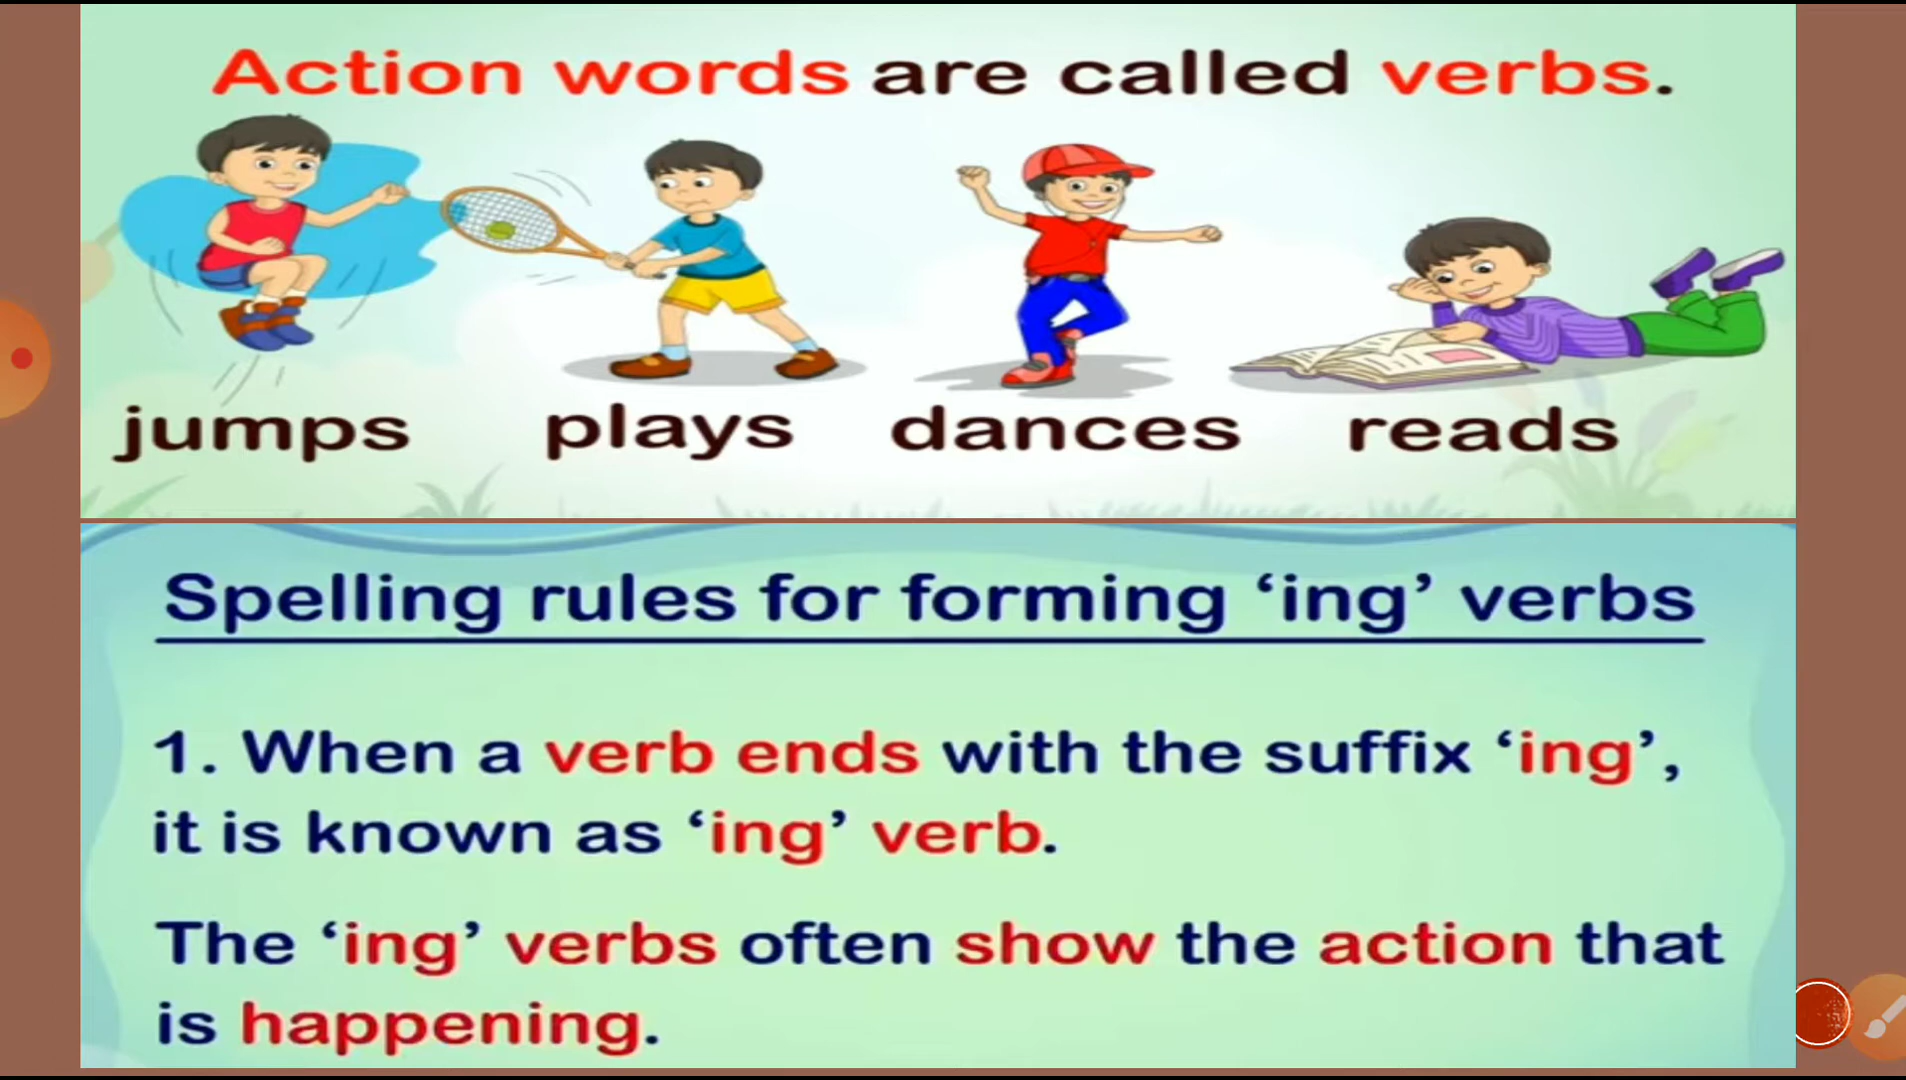 Action words are called verbs.
jumps plays dances reads
Spelling rules for forming ‘ing’ verbs
1. When a verb ends with the suffix ‘ing’,
it is known as ‘ing’ verb.
The ‘ing’ verbs often show the action that
is happening.